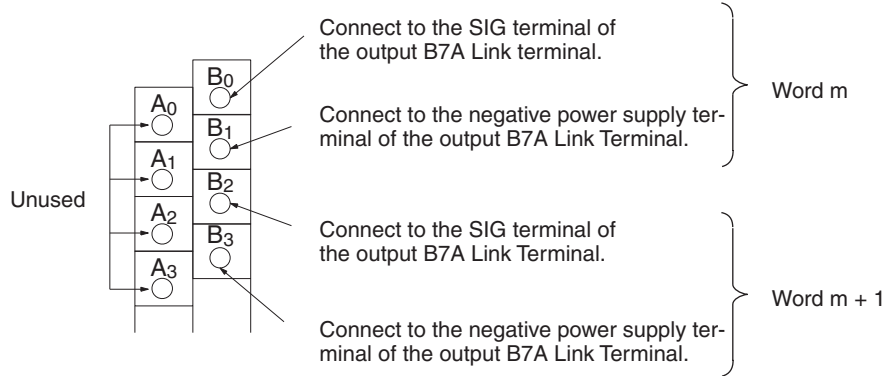 Connect to the SIG terminal of
the output B7A Link terminal.
Word m
Connect to the negative power supply ter-
minal of the output B7A Link Terminal.
B0
A0
B1
A1
B2
A2
B3
A3
Unused
Connect to the SIG terminal of
the output B7A Link Terminal.
Word m + 1
Connect to the negative power supply ter-
minal of the output B7A Link Terminal.